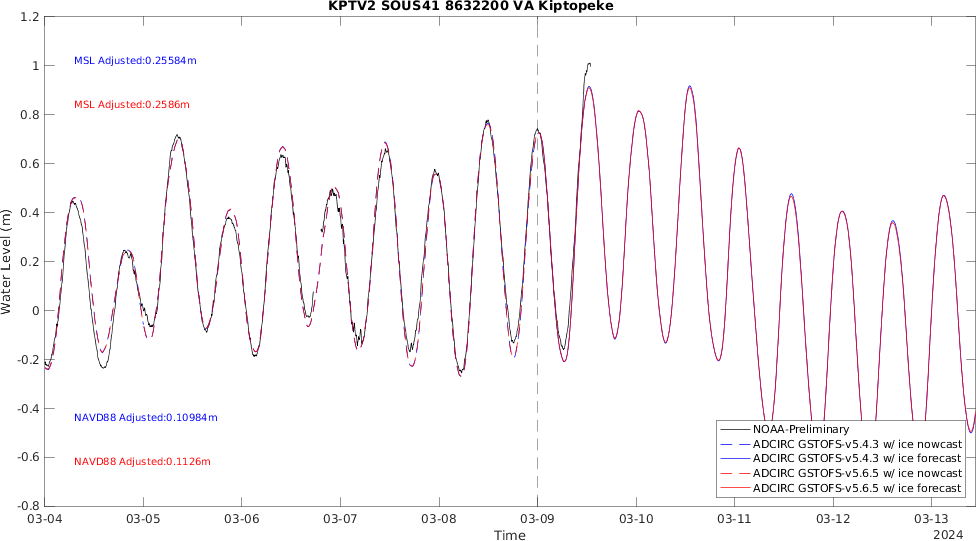 KPTV2 SOUS41 8632200 VA Kiptopeke
1.2
1
0.8
0.6
0.4
0.2
0
-0.2
-0.4
-0.6
-0.8
Water Level (m)
MSL Adjusted:0.25584m
MSL Adjusted:0.2586m
NAVD88 Adjusted:0.10984m
NAVD88 Adjusted:0.1126m
NOAA-Preliminary
ADCIRC GSTOFS-v5.4.3 w/ ice nowcast
ADCIRC GSTOFS-v5.4.3 w/ ice forecast
ADCIRC GSTOFS-v5.6.5 w/ ice nowcast
ADCIRC GSTOFS-v5.6.5 w/ ice forecast
03-04 03-05 03-06 03-07 03-08 03-09 03-10 03-11 03-12 03-13
Time
2024